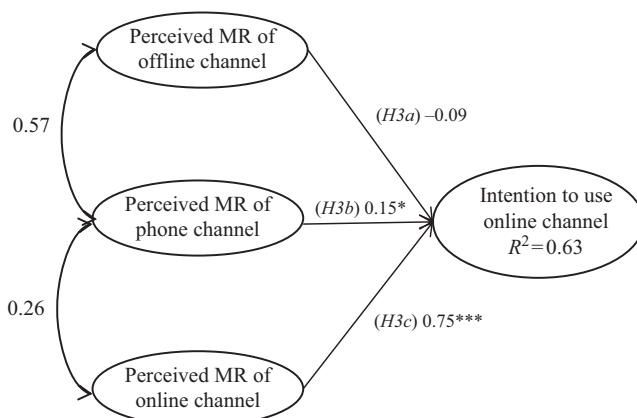 Perceived MR of
offline channel
(H3a) –0.09
0.57
Perceived MR of
phone channel
(H3b) 0.15*
Intention to use
online channel
R²=0.63
0.26
(H3c) 0.75***
Perceived MR of
online channel